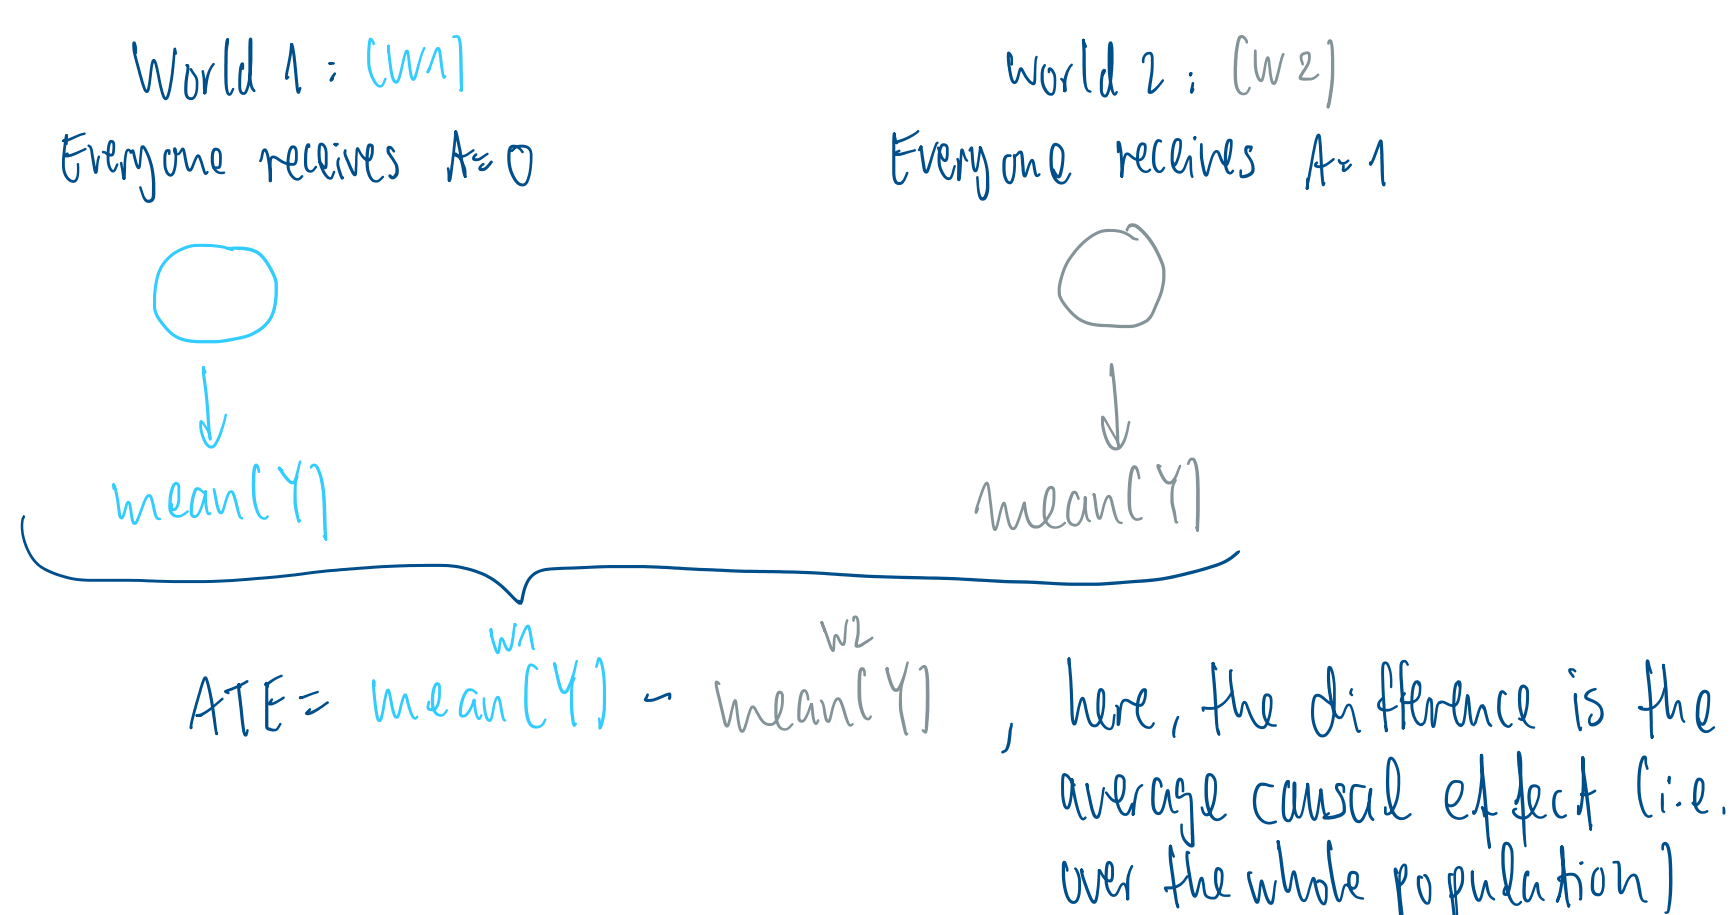 World 1: (W1)
world 2: (W2)
Everyone receives A=0
Everyone receives A=1
mean(Y)
mean(Y)
W1
W2
ATE = mean(Y) - mean(Y) , here, the difference is the
average causal effect (i.e.
over the whole population)